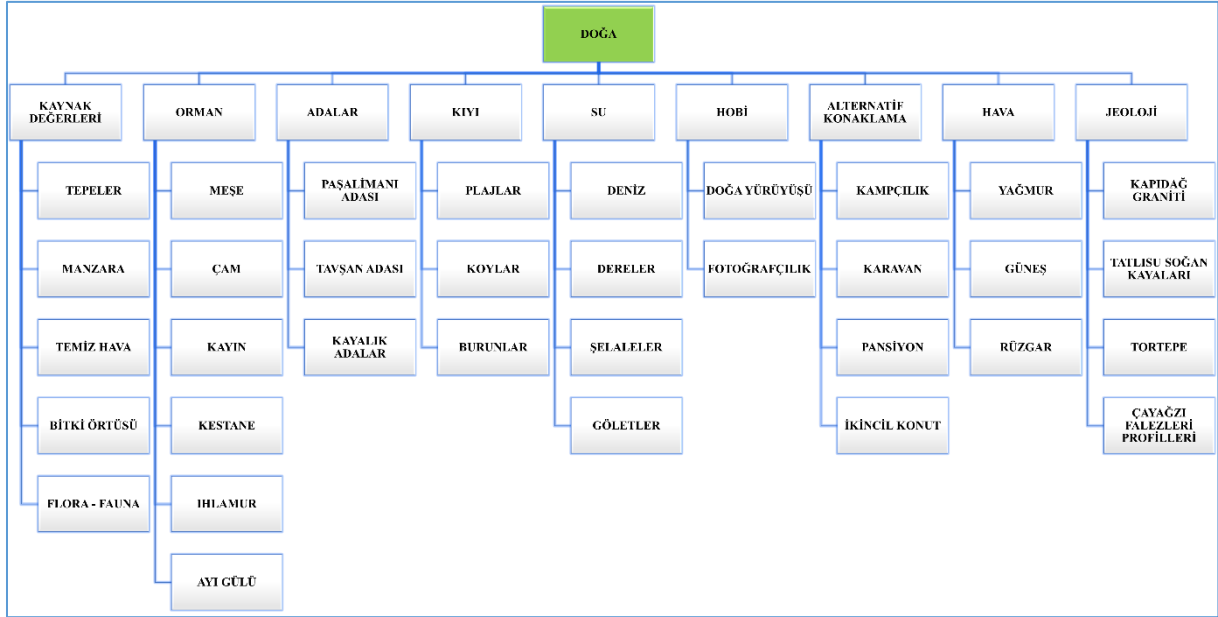 DOĞA
KAYNAK
DEĞERLERİ
TEPELER
MANZARA
TEMİZ HAVA
BİTKİ ÖRTÜSÜ
FLORA - FAUNA
ORMAN
MEŞE
ÇAM
KAYIN
KESTANE
IHLAMUR
AYI GÜLÜ
ADALAR
PAŞALİMANI
ADASI
TAVŞAN ADASI
KAYALIK
ADALAR
KIYI
PLAJLAR
KOYLAR
BURUNLAR
SU
DENİZ
DERELER
ŞELALELER
GÖLETLER
HOBİ
DOĞA YÜRÜYÜŞÜ
FOTOĞRAFÇILIK
ALTERNATİF
KONAKLAMA
KAMPÇILIK
KARAVAN
PANSİYON
İKİNCİL KONUT
HAVA
YAĞMUR
GÜNEŞ
RÜZGAR
JEOLOJİ
KAPIDAĞ
GRANİTİ
TATLISU SOĞAN
KAYALARI
TORTEPE
ÇAYAĞZI
FALEZLERİ
PROFİLLERİ